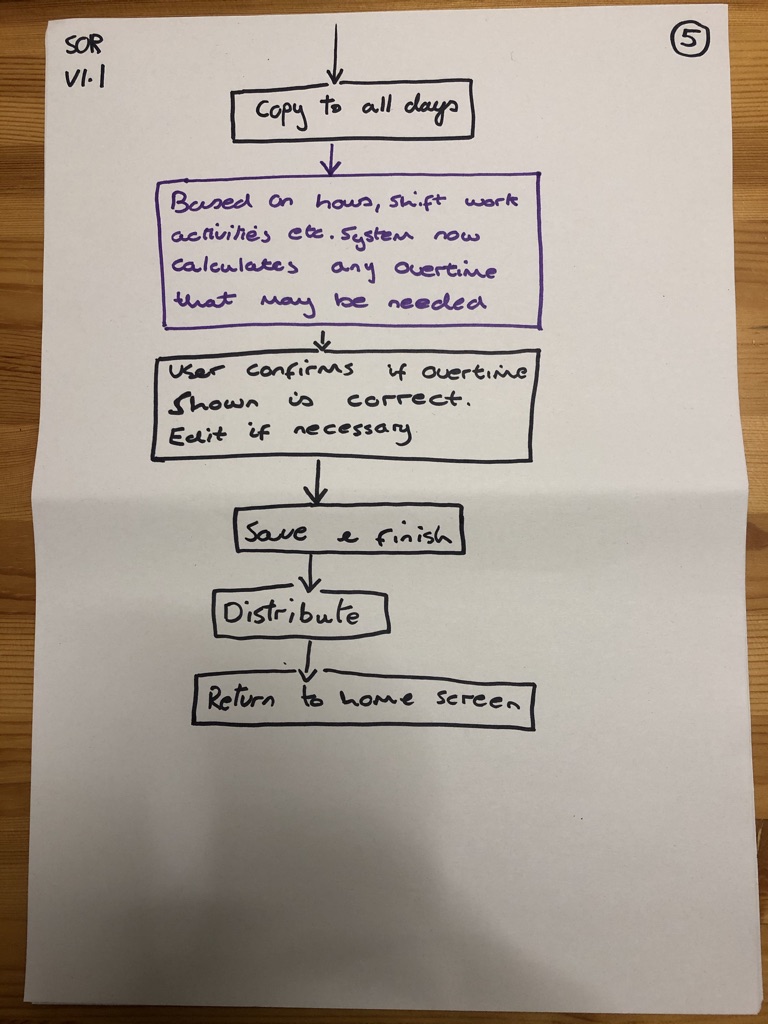 SOR
V1.1
5
Copy to all days
Based on hours, shift work
activities etc. System now
calculates any overtime
that may be needed
User confirms if overtime
Shown is correct.
Edit if necessary
Save & finish
Distribute
Return to home screen